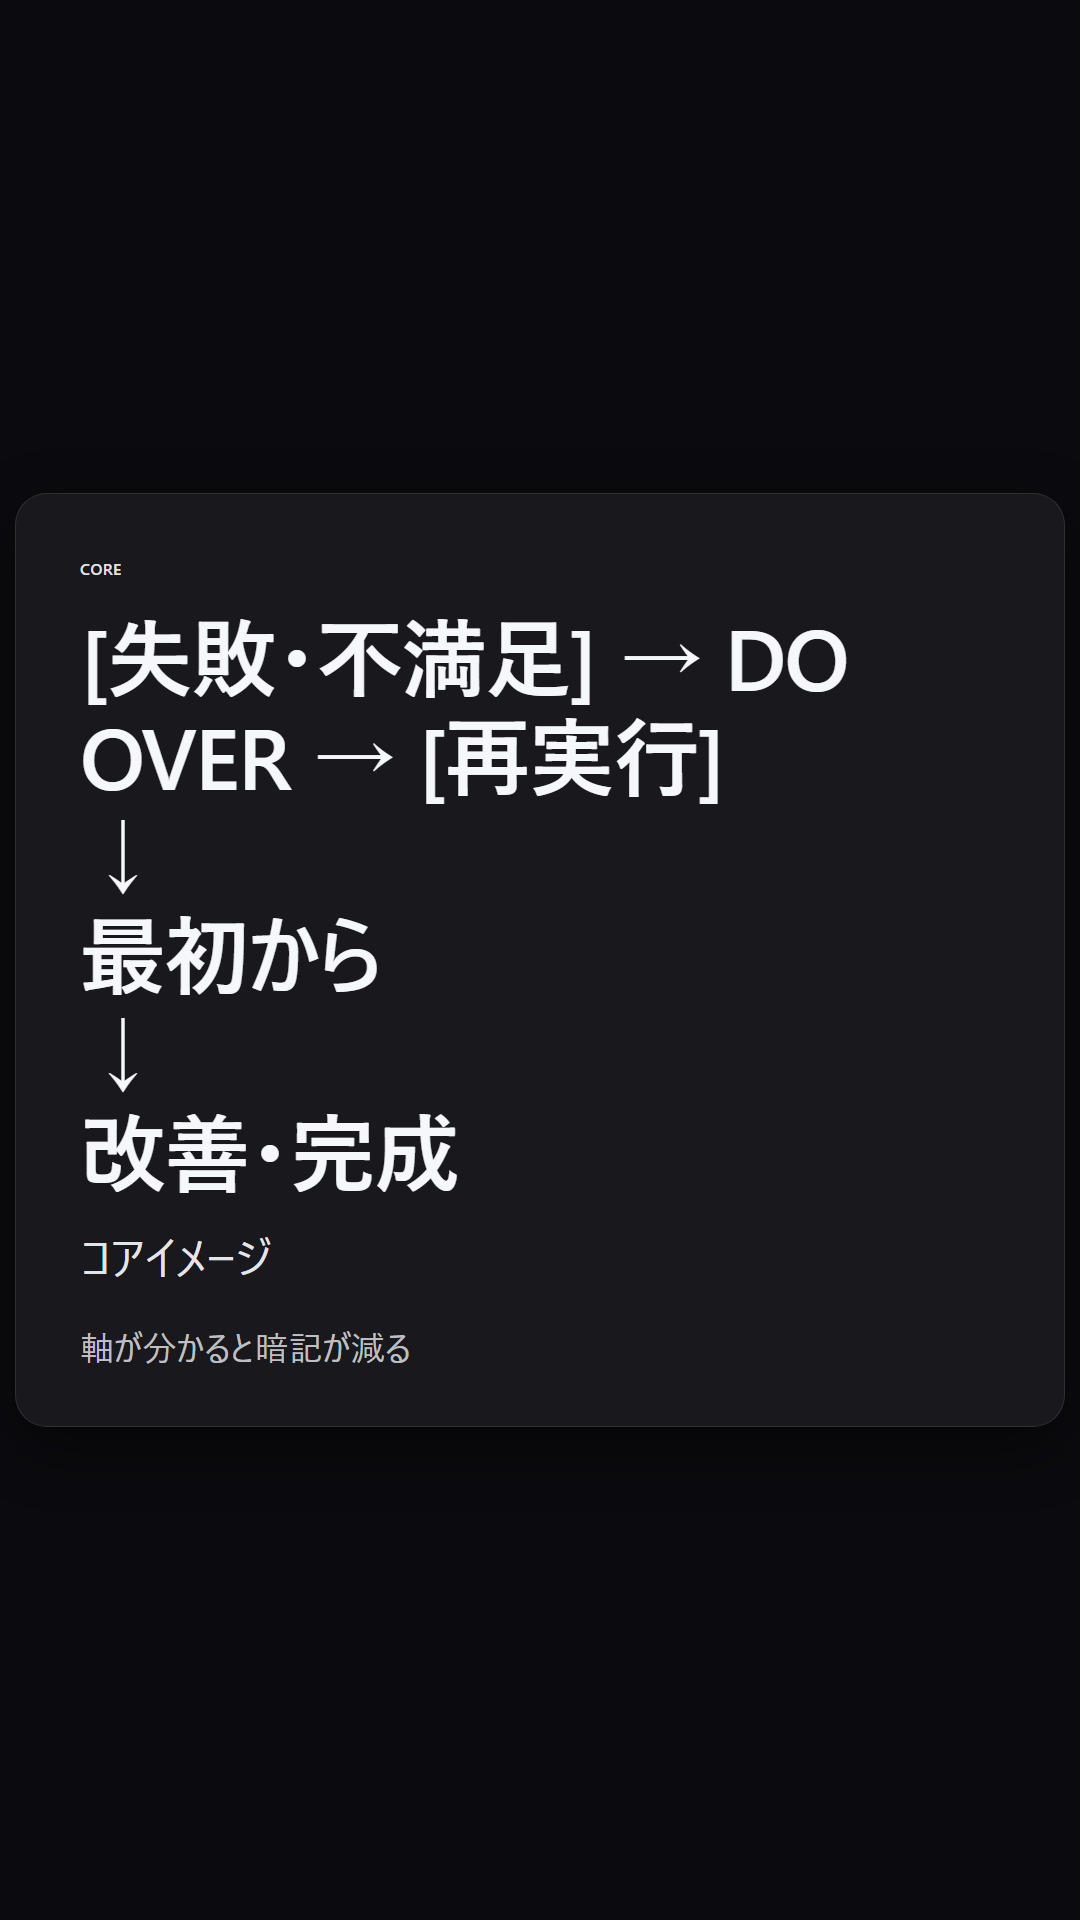 CORE
[失敗・不満足] → DO
OVER → [再実行]
↓
最初から
↓
改善・完成
コアイメージ
軸が分かると暗記が減る